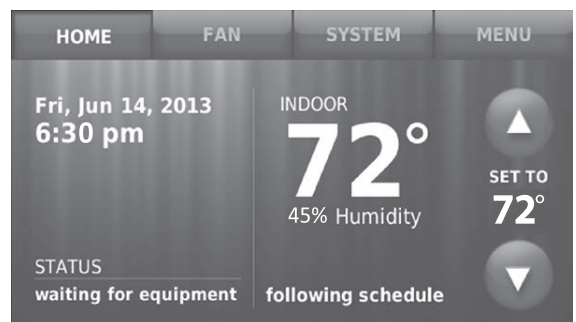 HOME FAN SYSTEM MENU
Fri, Jun 14, 2013
6:30 pm
STATUS
waiting for equipment
INDOOR
72°
45% Humidity
following schedule
SET TO
72°